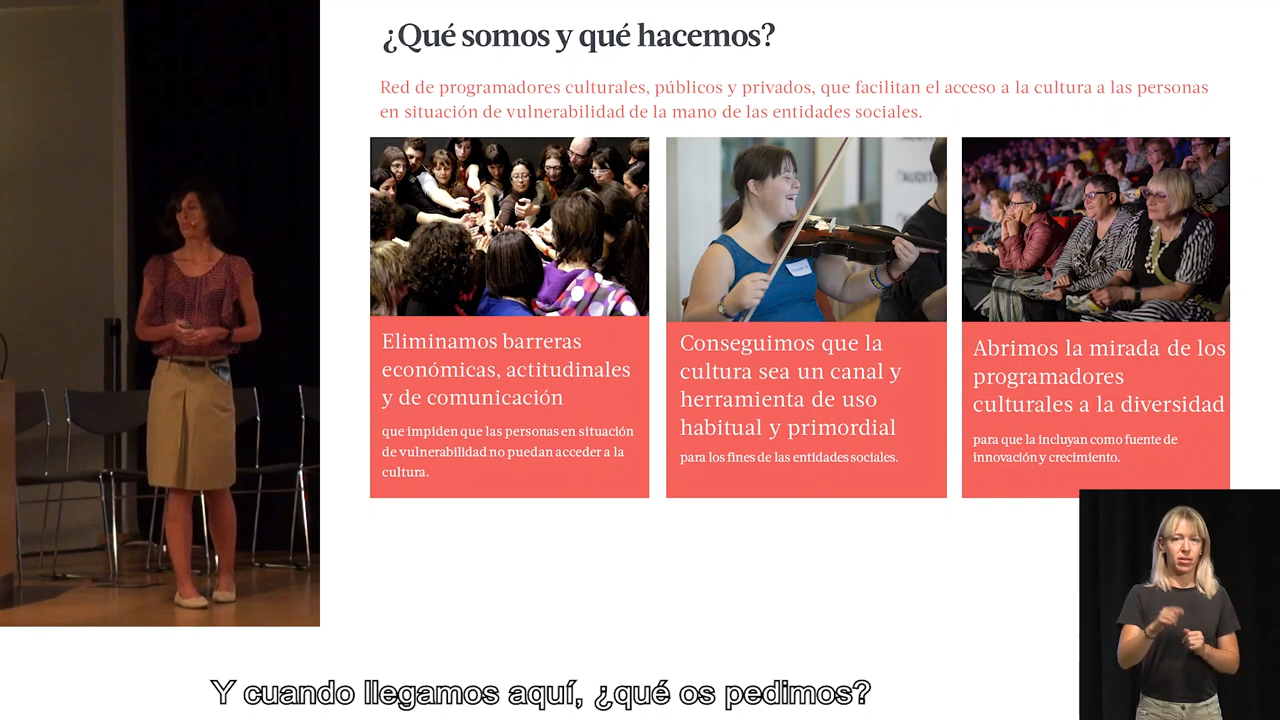 ¿Qué somos y qué hacemos?
Red de programadores culturales, públicos y privados, que facilitan el acceso a la cultura a las personas
en situación de vulnerabilidad de la mano de las entidades sociales.
Eliminamos barreras
económicas, actitudinales
y de comunicación
que impiden que las personas en situación
de vulnerabilidad no puedan acceder a la
cultura.
Conseguimos que la
cultura sea un canal y
herramienta de uso
habitual y primordial
para los fines de las entidades sociales.
Abrimos la mirada de los
programadores
culturales a la diversidad
para que la incluyan como fuente de
innovación y crecimiento.
Y cuando llegamos aquí, ¿qué os pedimos?